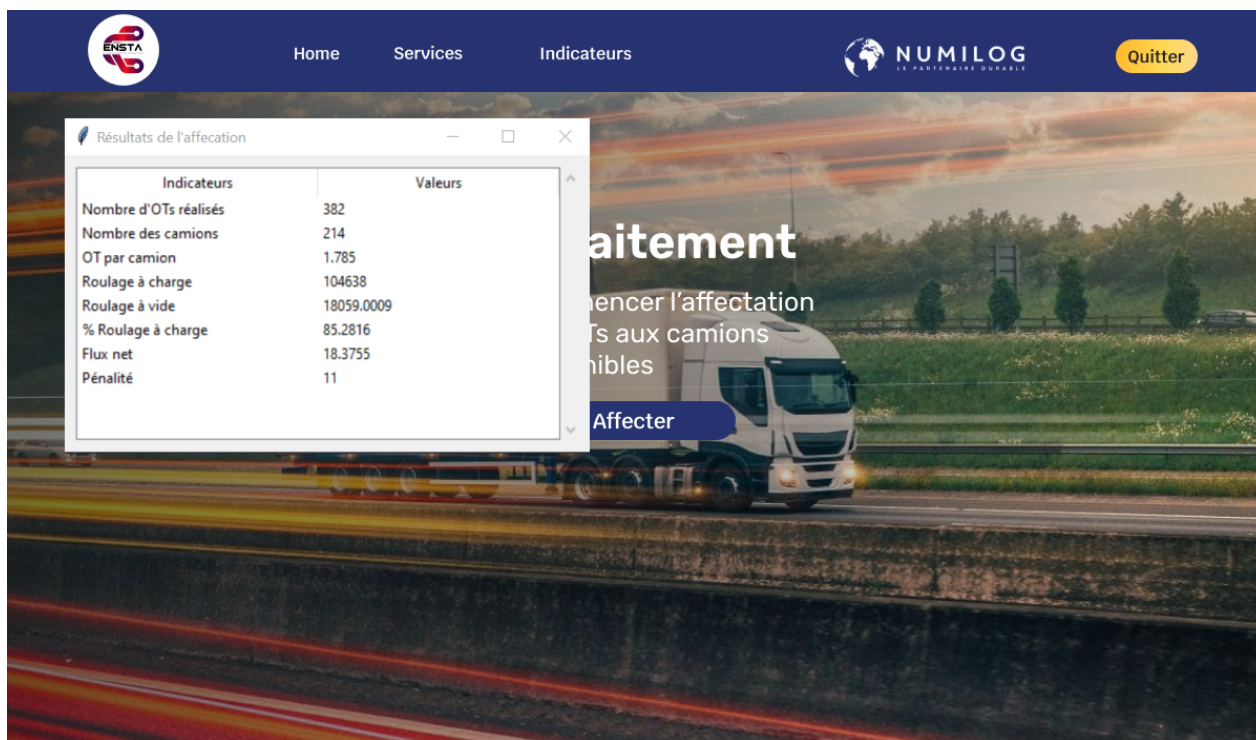 ENSTA
Home Services Indicateurs
NUMILOG
LE PARTENAIRE DURABLE
Quitter
Résultats de l'affecation
Indicateurs Valeurs
Nombre d'OTs réalisés 382
Nombre des camions 214
OT par camion 1.785
Roulage à charge 104638
Roulage à vide 18059.0009
% Roulage à charge 85.2816
Flux net 18.3755
Pénalité 11
aitement
encer l'affectation
Ts aux camions
nibles
Affecter